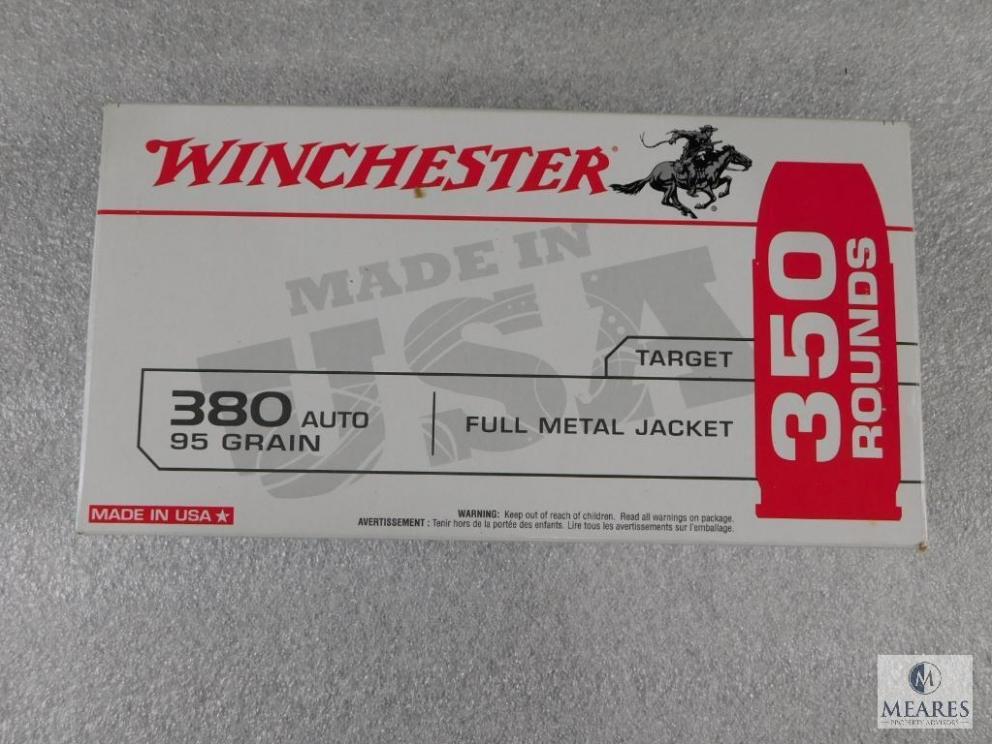 WINCHESTER®
MADE IN
USA
350
ROUNDS
TARGET
380 AUTO
95 GRAIN
FULL METAL JACKET
MADE IN USA
WARNING: Keep out of reach of children. Read all warnings on package.
AVERTISSEMENT : Tenir hors de la portée des enfants. Lire tous les avertissements sur l'emballage.
M
MEARES
PROPERTY ADVISORS